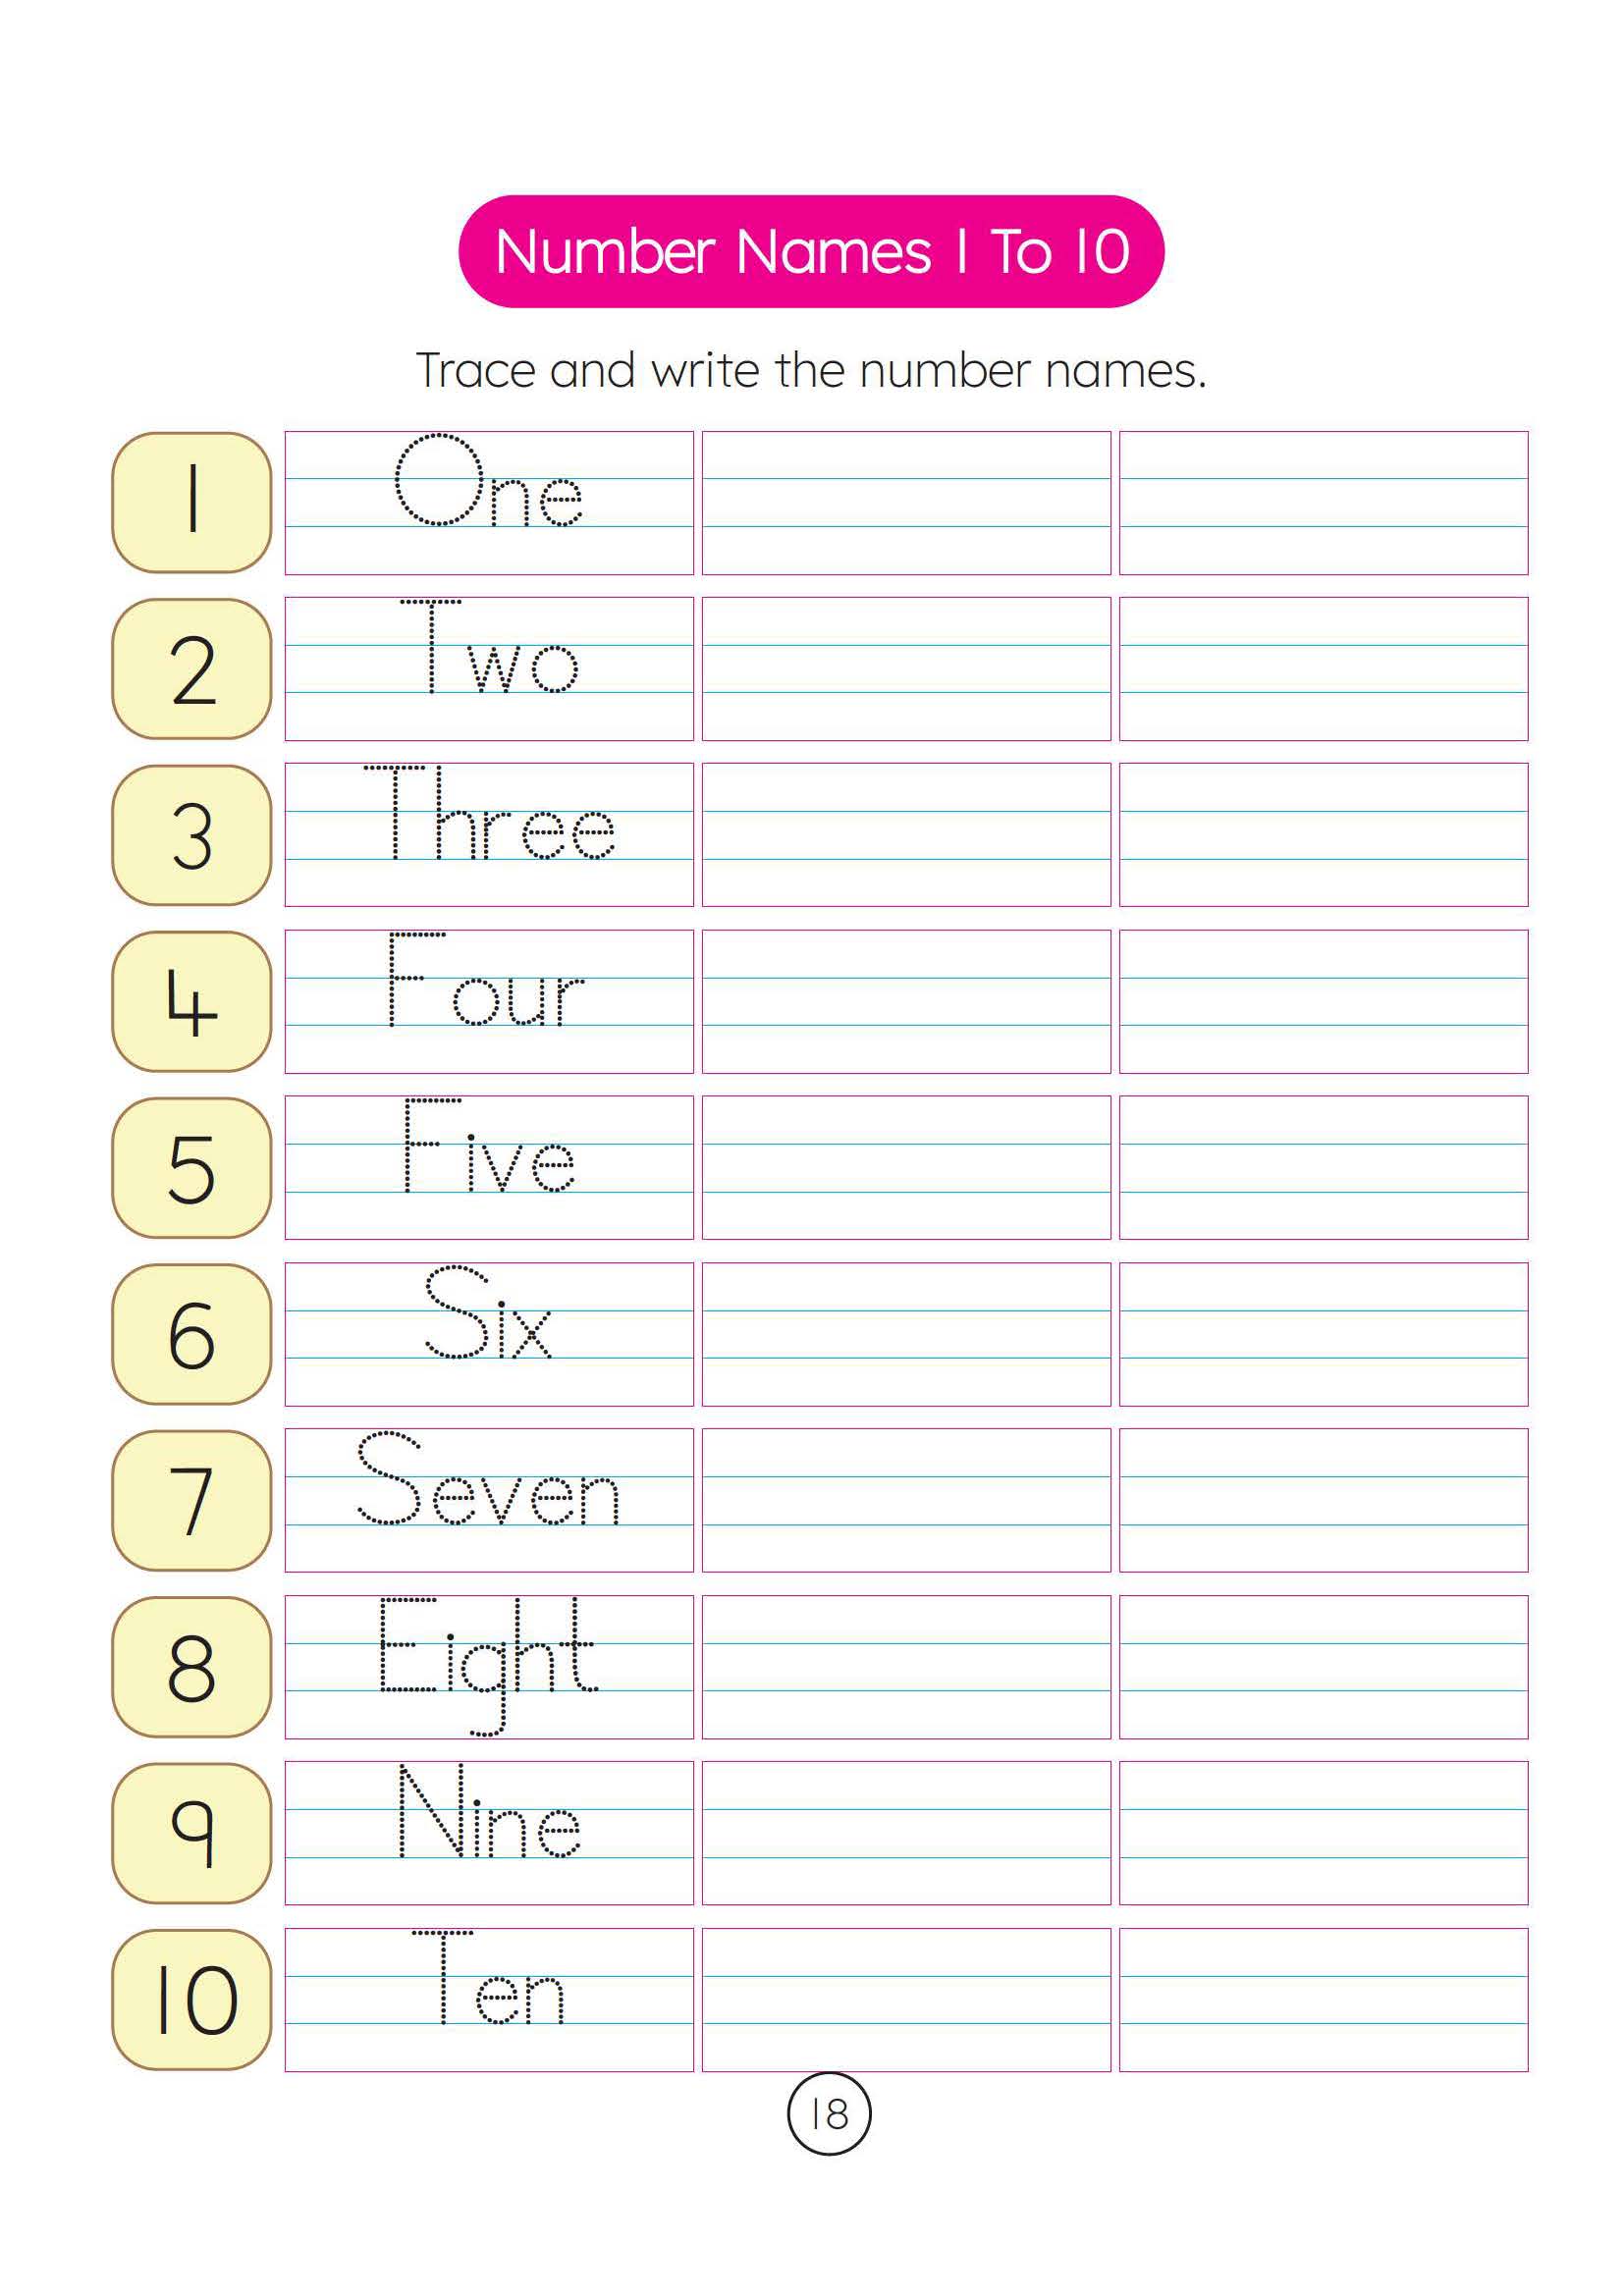 Number Names 1 To 10
Trace and write the number names.
1 One
2 Two
3 Three
4 Four
5 Five
6 Six
7 Seven
8 Eight
9 Nine
10 Ten
18